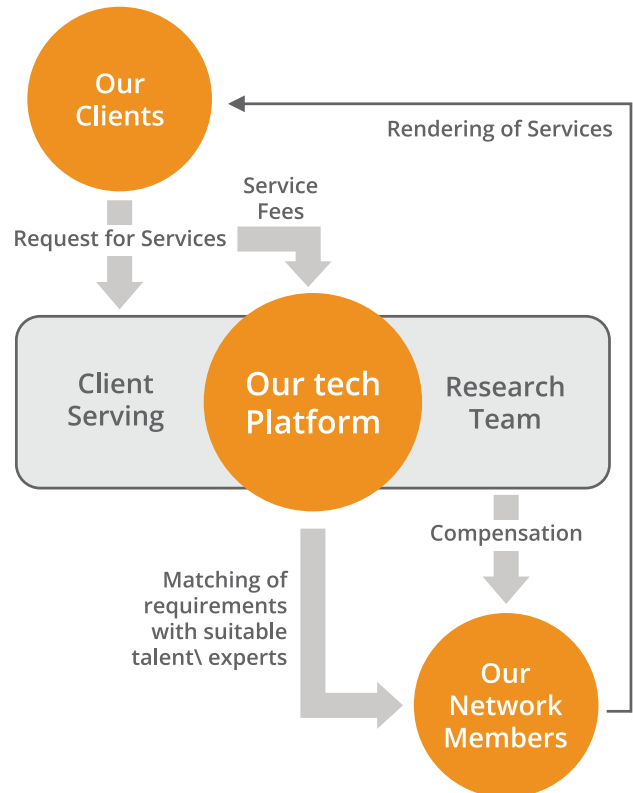 Our
Clients
Rendering of Services
Service
Fees
Request for Services
Client
Serving
Our tech
Platform
Research
Team
Compensation
Matching of
requirements
with suitable
talent\ experts
Our
Network
Members